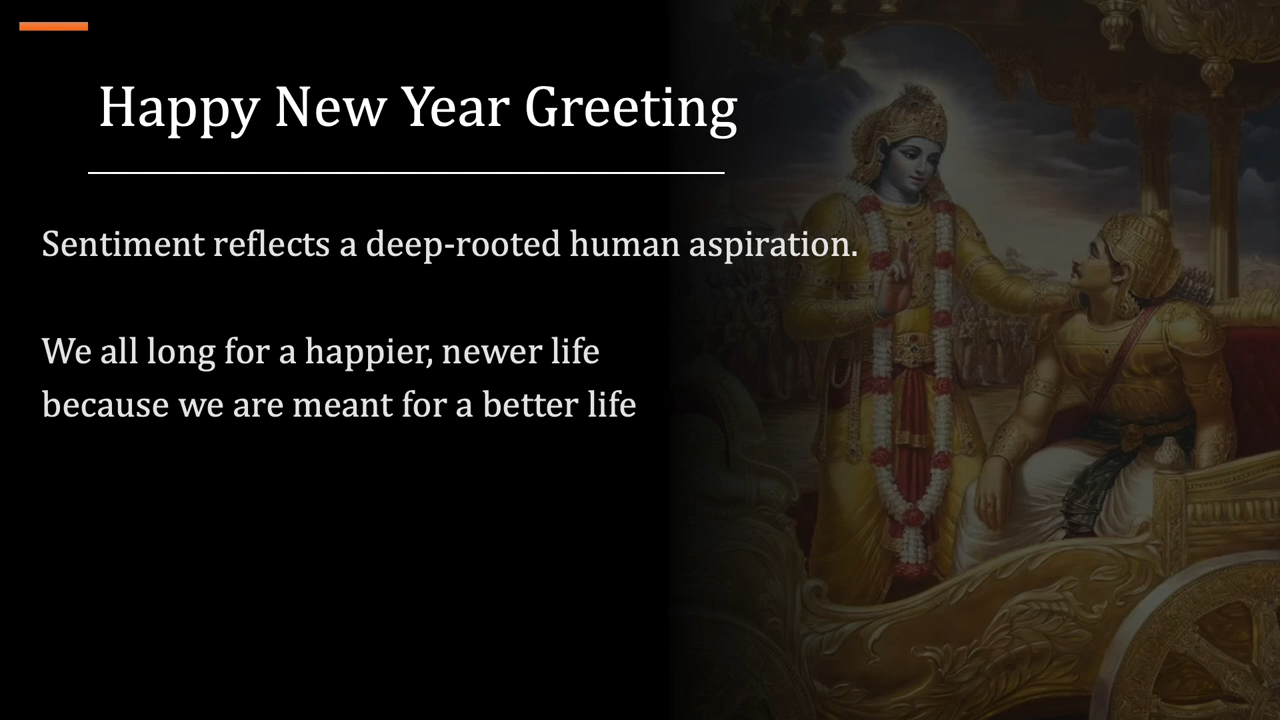 Happy New Year Greeting
Sentiment reflects a deep-rooted human aspiration.
We all long for a happier, newer life
because we are meant for a better life